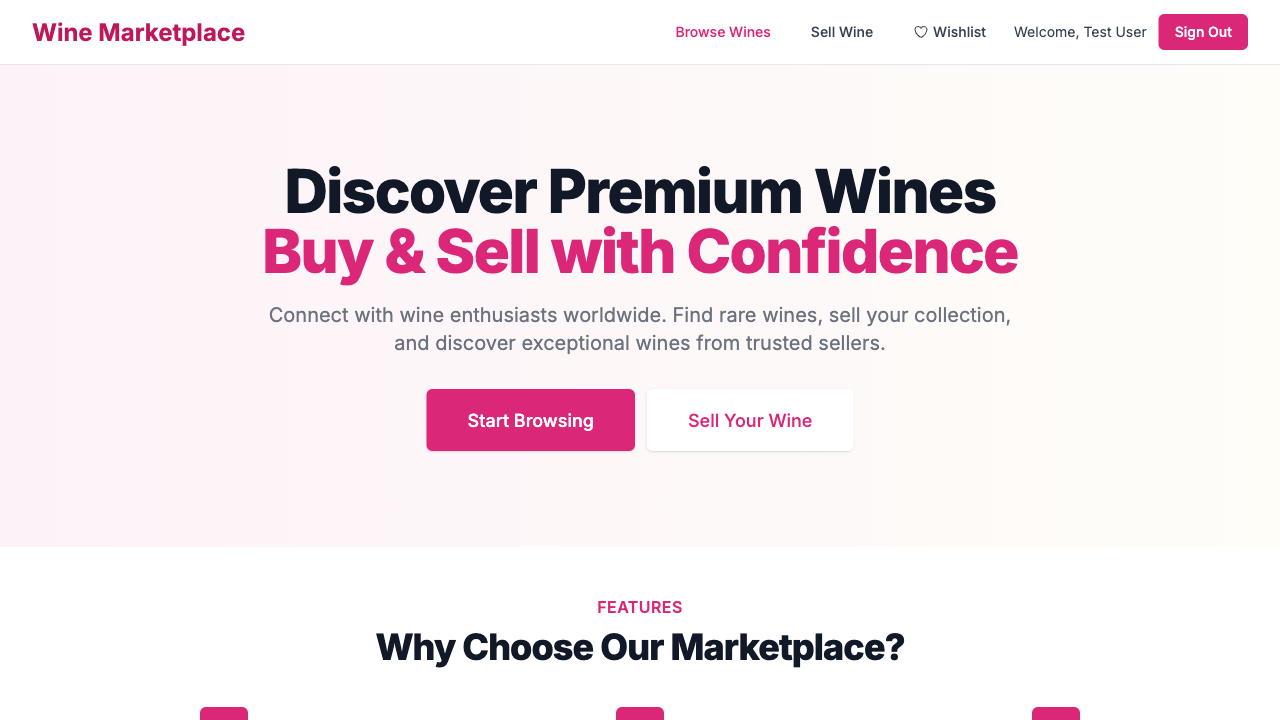 Wine Marketplace
Browse Wines
Sell Wine
♡ Wishlist
Welcome, Test User
Sign Out
Discover Premium Wines
Buy & Sell with Confidence
Connect with wine enthusiasts worldwide. Find rare wines, sell your collection,
and discover exceptional wines from trusted sellers.
Start Browsing
Sell Your Wine
FEATURES
Why Choose Our Marketplace?